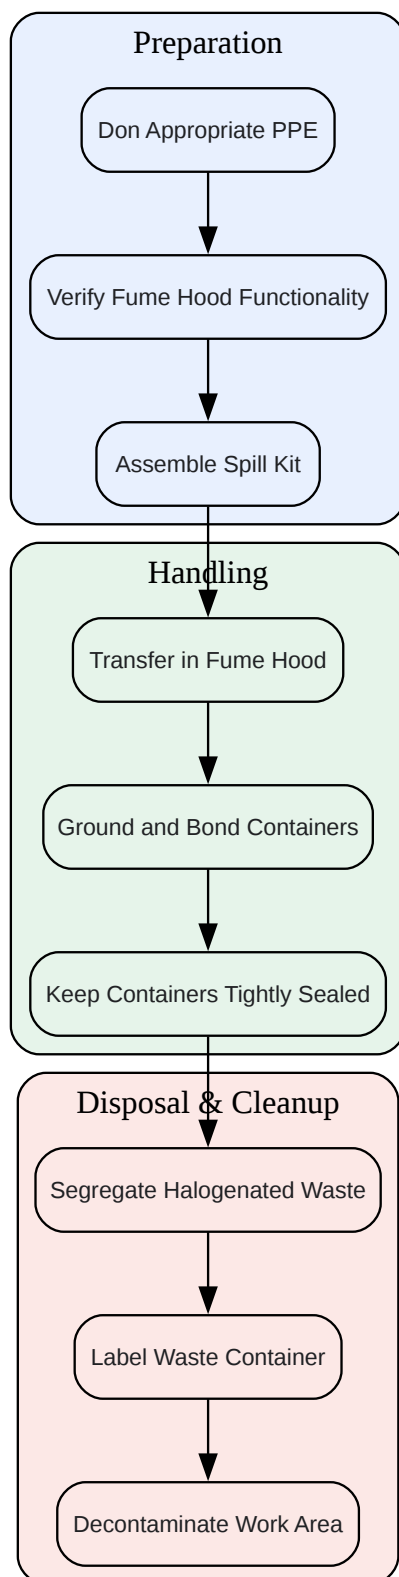 Preparation
Don Appropriate PPE
Verify Fume Hood Functionality
Assemble Spill Kit
Handling
Transfer in Fume Hood
Ground and Bond Containers
Keep Containers Tightly Sealed
Disposal & Cleanup
Segregate Halogenated Waste
Label Waste Container
Decontaminate Work Area